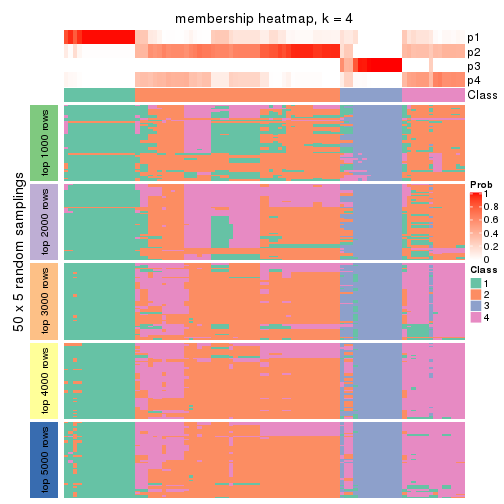 membership heatmap, k = 4
p1
p2
p3
p4
Class
50 x 5 random samplings
top 1000 rows
top 2000 rows
top 3000 rows
top 4000 rows
top 5000 rows
Prob
1
0.8
0.6
0.4
0.2
0
Class
1
2
3
4